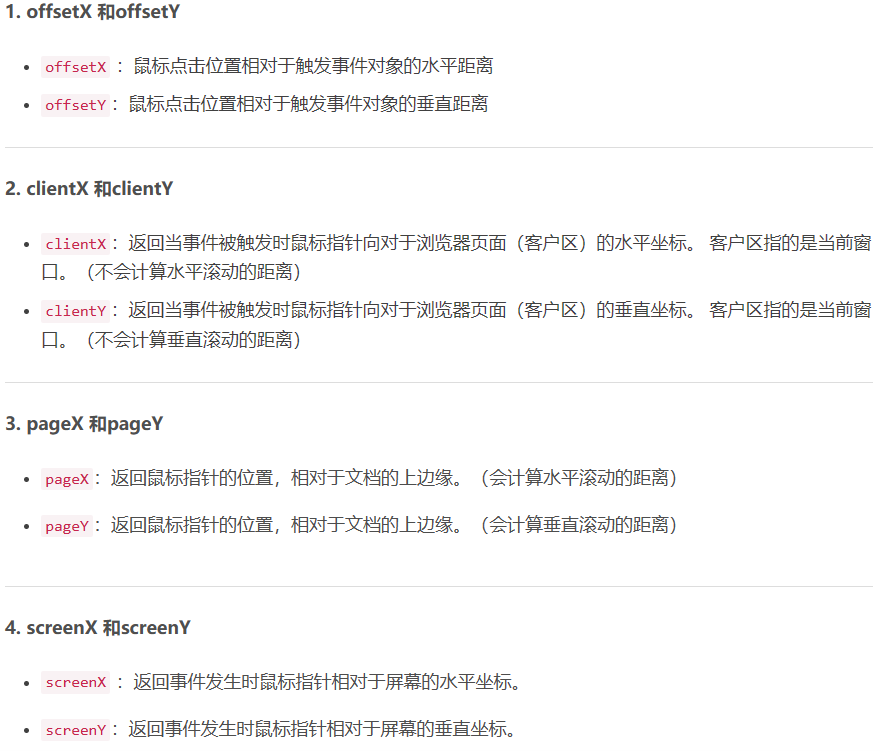 1. offsetX 和offsetY
offsetX ：鼠标点击位置相对于触发事件对象的水平距离
offsetY：鼠标点击位置相对于触发事件对象的垂直距离
2. clientX 和clientY
clientX：返回当事件被触发时鼠标指针向对于浏览器页面（客户区）的水平坐标。 客户区指的是当前窗
口。（不会计算水平滚动的距离）
clientY：返回当事件被触发时鼠标指针向对于浏览器页面（客户区）的垂直坐标。 客户区指的是当前窗
口。（不会计算垂直滚动的距离）
3. pageX 和pageY
pageX：返回鼠标指针的位置，相对于文档的上边缘。（会计算水平滚动的距离）
pageY：返回鼠标指针的位置，相对于文档的上边缘。（会计算垂直滚动的距离）
4. screenX 和screenY
screenX ：返回事件发生时鼠标指针相对于屏幕的水平坐标。
screenY：返回事件发生时鼠标指针相对于屏幕的垂直坐标。